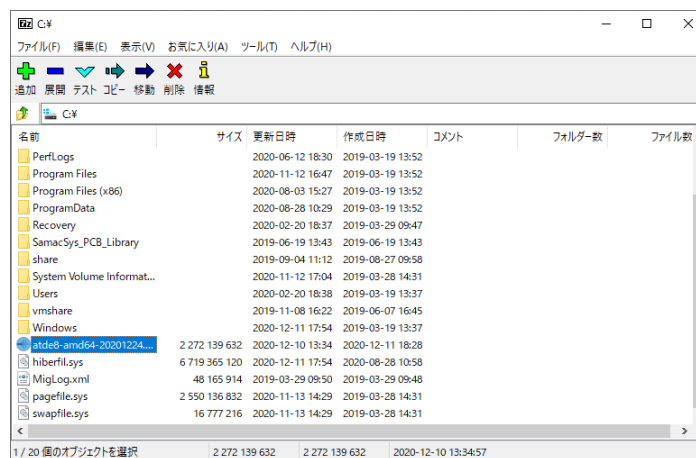 C:¥
ファイル(F) 編集(E) 表示(V) お気に入り(A) ツール(T) ヘルプ(H)
追加 展開 テスト コピー 移動 削除 情報
C:¥
名前 サイズ 更新日時 作成日時 コメント フォルダー数 ファイル数
PerfLogs 2020-06-12 18:30 2019-03-19 13:52
Program Files 2020-11-12 16:47 2019-03-19 13:52
Program Files (x86) 2020-08-03 15:27 2019-03-19 13:52
ProgramData 2020-08-28 10:29 2019-03-19 13:52
Recovery 2020-02-20 18:37 2019-03-29 09:47
SamacSys_PCB_Library 2019-06-19 13:43 2019-06-19 13:43
share 2019-09-04 11:12 2019-08-27 09:58
System Volume Informat... 2020-11-12 17:04 2019-03-28 14:31
Users 2020-02-20 18:38 2019-03-19 13:37
vmshare 2019-11-08 16:22 2019-06-07 16:45
Windows 2020-12-11 17:54 2019-03-19 13:37
atde8-amd64-20201224.... 2 272 139 632 2020-12-10 13:34 2020-12-11 18:28
hiberfil.sys 6 719 365 120 2020-12-11 17:54 2020-08-28 10:58
MigLog.xml 48 165 914 2019-03-29 09:50 2019-03-29 09:48
pagefile.sys 2 550 136 832 2020-11-13 14:29 2019-03-28 14:31
swapfile.sys 16 777 216 2020-11-13 14:29 2019-03-28 14:31
1 / 20 個のオブジェクトを選択 2 272 139 632 2 272 139 632 2020-12-10 13:34:57